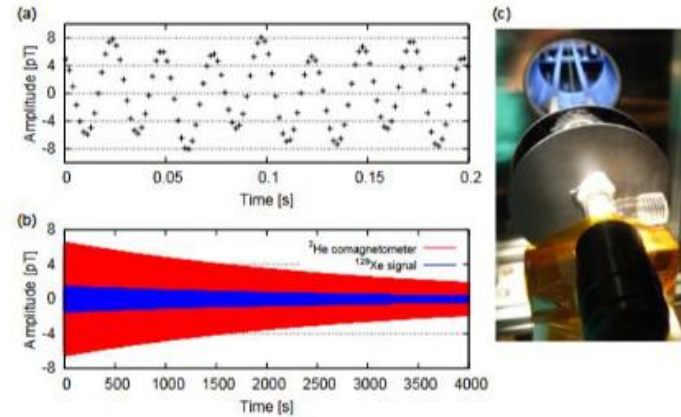 (a)
Amplitude [pT]
8
4
0
-4
-8
0
0.05
0.1
0.15
0.2
Time [s]
(b)
Amplitude [pT]
8
4
0
-4
-8
³He comagnetometer
¹²⁹Xe signal
0
500
1000
1500
2000
2500
3000
3500
4000
Time [s]
(c)